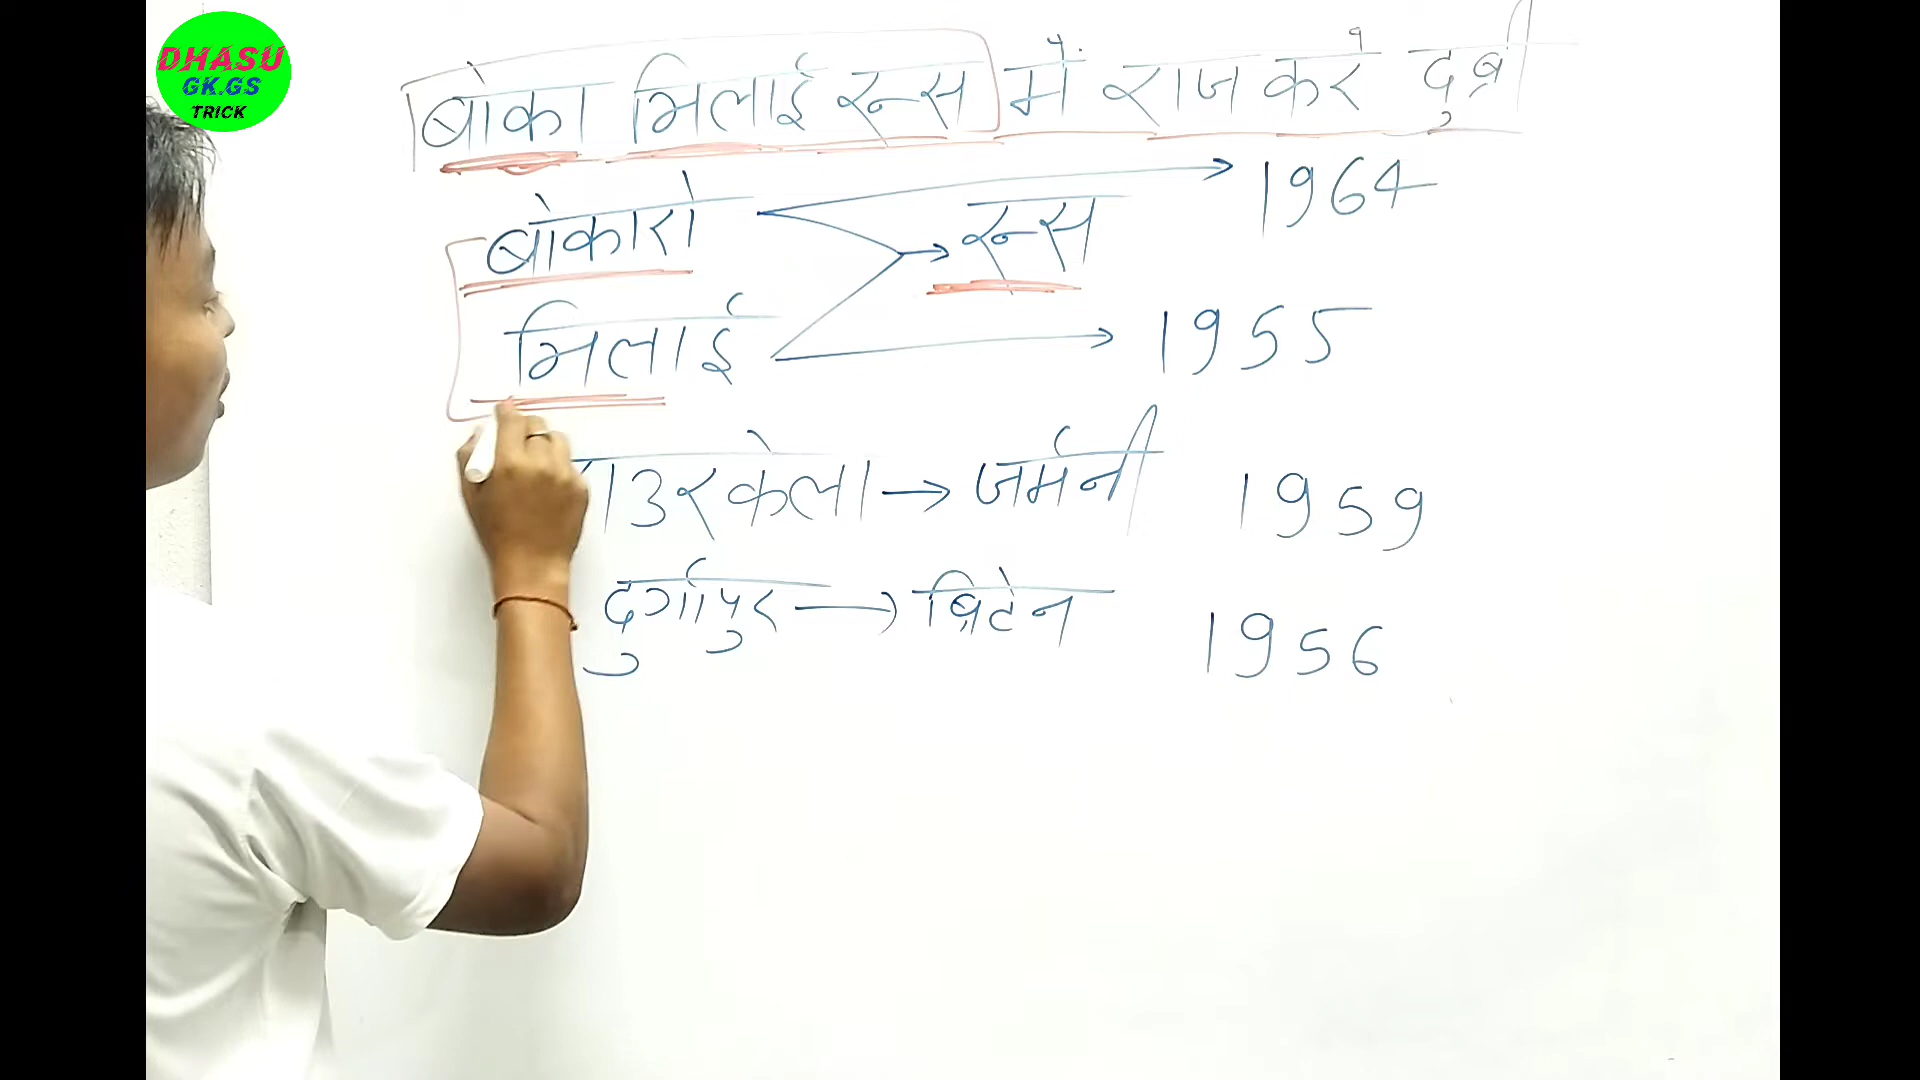 DHASU
GK.GS
TRICK
बोका भिलाई रूस में राज करे दुब्री
बोकारो → रूस → 1964
भिलाई → 1955
ाउरकेला → जर्मनी 1959
दुर्गापुर → ब्रिटेन 1956